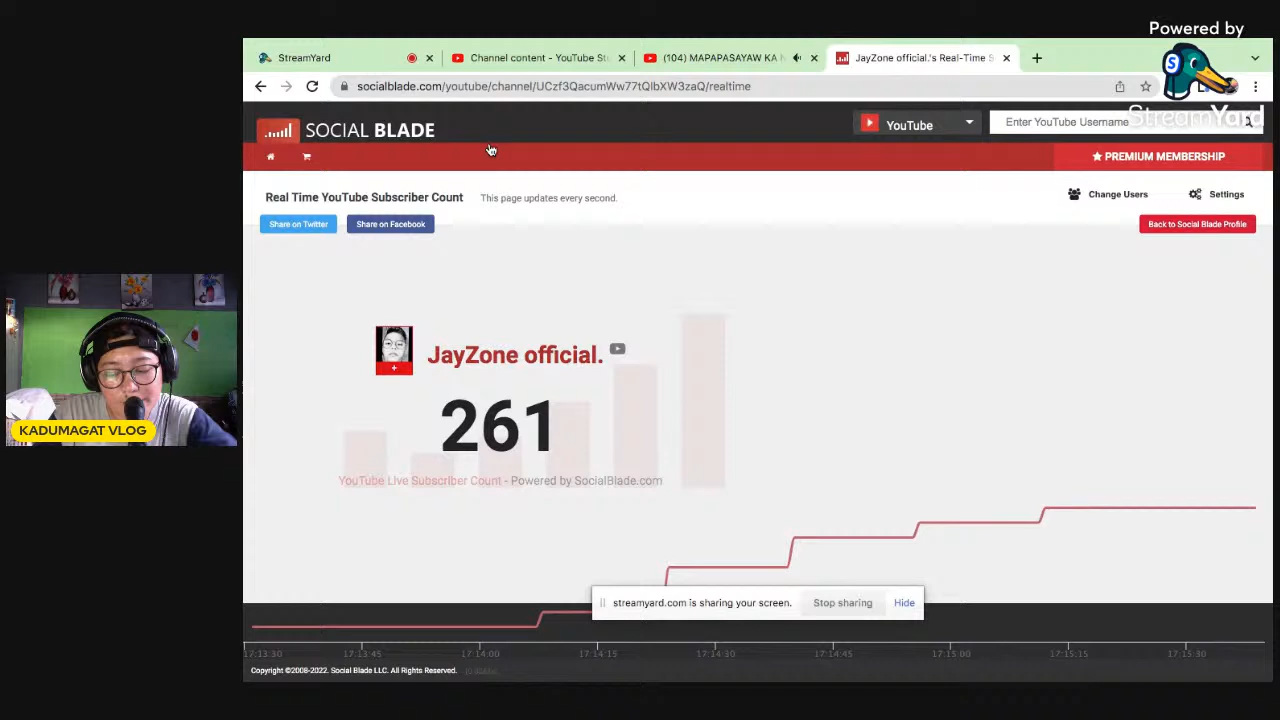 Powered by
StreamYard
StreamYard
Channel content - YouTube Stu
(104) MAPAPASAYAW KA N
JayZone official.'s Real-Time S
socialblade.com/youtube/channel/UCzf3QacumWw77tQlbXW3zaQ/realtime
SOCIAL BLADE
YouTube
Enter YouTube Username
PREMIUM MEMBERSHIP
Real Time YouTube Subscriber Count
This page updates every second.
Change Users
Settings
Share on Twitter
Share on Facebook
Back to Social Blade Profile
JayZone official.
261
YouTube Live Subscriber Count - Powered by SocialBlade.com
KADUMAGAT VLOG
streamyard.com is sharing your screen.
Stop sharing
Hide
17:13:30
17:13:45
17:14:00
17:14:15
17:14:30
17:14:45
17:15:00
17:15:15
17:15:30
Copyright ©2008-2022. Social Blade LLC. All Rights Reserved.